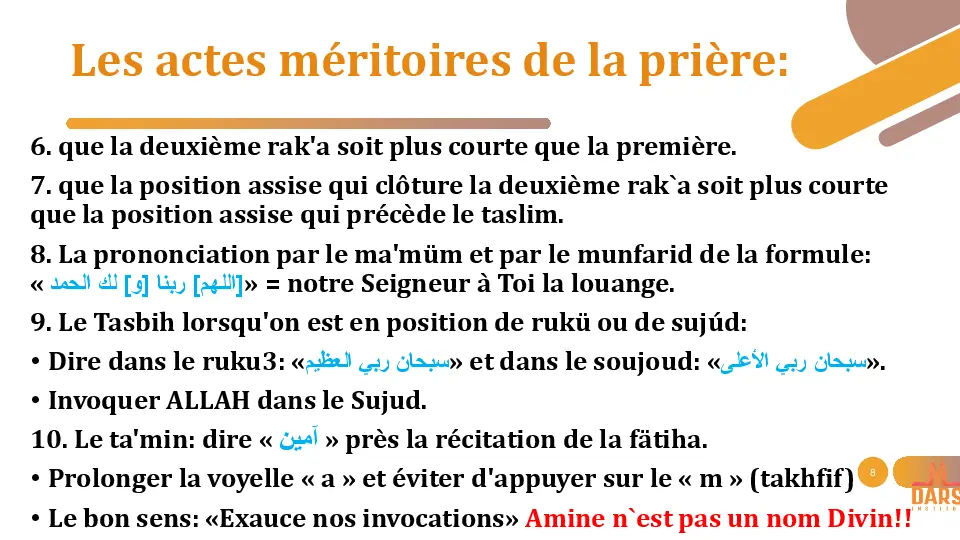 Les actes méritoires de la prière:
6. que la deuxième rak'a soit plus courte que la première.
7. que la position assise qui clôture la deuxième rak`a soit plus courte
que la position assise qui précède le taslim.
8. La prononciation par le ma'müm et par le munfarid de la formule:
« [اللهم] ربنا [و] لك الحمد» = notre Seigneur à Toi la louange.
9. Le Tasbih lorsqu'on est en position de rukü ou de sujúd:
• Dire dans le ruku3: «سبحان ربي العظيم» et dans le soujoud: «سبحان ربي الأعلى».
• Invoquer ALLAH dans le Sujud.
10. Le ta'min: dire « آمين » près la récitation de la fätiha.
• Prolonger la voyelle « a » et éviter d'appuyer sur le « m » (takhfif)
8
• Le bon sens: «Exauce nos invocations» Amine n`est pas un nom Divin!!
DARS